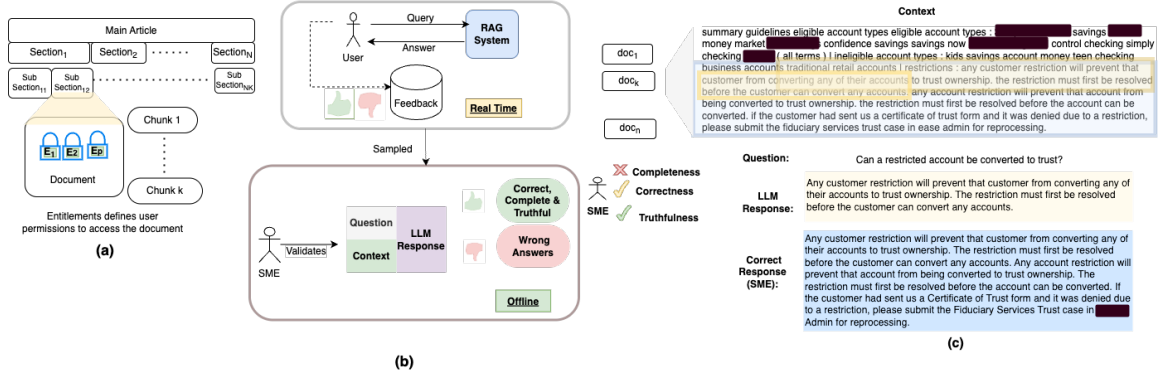 Main Article
Section1
Section2
SectionN
Sub
Section11
Sub
Section12
Sub
SectionNK
E1
E2
Ep
Document
Chunk 1
Chunk k
Entitlements defines user
permissions to access the document
(a)
User
Query
Answer
RAG
System
Feedback
Real Time
Sampled
SME
Validates
Question
Context
LLM
Response
Correct,
Complete &
Truthful
Wrong
Answers
Offline
(b)
Context
doc1
dock
docn
summary guidelines eligible account types eligible account types : savings
money market s confidence savings savings now control checking simply
checking ( all terms ) l ineligible account types : kids savings account money teen checking
business accounts traditional retail accounts l restrictions : any customer restriction will prevent that
customer from converting any of their accounts to trust ownership. the restriction must first be resolved
before the customer can convert any accounts. any account restriction will prevent that account from
being converted to trust ownership. the restriction must first be resolved before the account can be
converted. if the customer had sent us a certificate of trust form and it was denied due to a restriction,
please submit the fiduciary services trust case in ease admin for reprocessing.
SME
Completeness
Correctness
Truthfulness
Question:
Can a restricted account be converted to trust?
LLM
Response:
Any customer restriction will prevent that customer from converting any of
their accounts to trust ownership. The restriction must first be resolved
before the customer can convert any accounts.
Correct
Response
(SME):
Any customer restriction will prevent that customer from converting any of
their accounts to trust ownership. The restriction must first be resolved
before the customer can convert any accounts. Any account restriction will
prevent that account from being converted to trust ownership. The
restriction must first be resolved before the account can be converted. If
the customer had sent us a Certificate of Trust form and it was denied due
to a restriction, please submit the Fiduciary Services Trust case in
Admin for reprocessing.
(c)